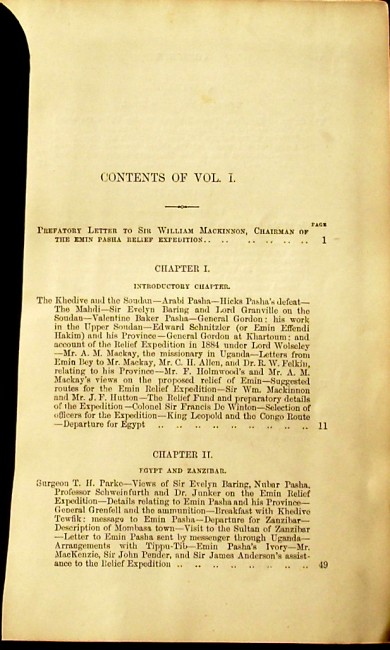 CONTENTS OF VOL. I.
PAGE
PREFATORY LETTER TO SIR WILLIAM MACKINNON, CHAIRMAN OF
THE EMIN PASHA RELIEF EXPEDITION.. .. .. .. .. .. 1
CHAPTER I.
INTRODUCTORY CHAPTER.
The Khedive and the Soudan—Arabi Pasha—Hicks Pasha's defeat—
The Mahdi—Sir Evelyn Baring and Lord Granville on the
Soudan—Valentine Baker Pasha—General Gordon: his work
in the Upper Soudan—Edward Schnitzler (or Emin Effendi
Hakim) and his Province—General Gordon at Khartoum: and
account of the Relief Expedition in 1884 under Lord Wolseley
—Mr. A. M. Mackay, the missionary in Uganda—Letters from
Emin Bey to Mr. Mackay, Mr. C. H. Allen, and Dr. R. W. Felkin,
relating to his Province—Mr. F. Holmwood's and Mr. A. M.
Mackay's views on the proposed relief of Emin—Suggested
routes for the Emin Relief Expedition—Sir Wm. Mackinnon
and Mr. J. F. Hutton—The Relief Fund and preparatory details
of the Expedition—Colonel Sir Francis De Winton—Selection of
officers for the Expedition—King Leopold and the Congo Route
—Departure for Egypt .. .. .. .. .. .. .. .. 11
CHAPTER II.
EGYPT AND ZANZIBAR.
Surgeon T. H. Parke—Views of Sir Evelyn Baring, Nubar Pasha,
Professor Schweinfurth and Dr. Junker on the Emin Relief
Expedition—Details relating to Emin Pasha and his Province—
General Grenfell and the ammunition—Breakfast with Khedive
Tewfik: message to Emin Pasha—Departure for Zanzibar—
Description of Mombasa town—Visit to the Sultan of Zanzibar
—Letter to Emin Pasha sent by messenger through Uganda—
Arrangements with Tippu-Tib—Emin Pasha's Ivory—Mr.
MacKenzie, Sir John Pender, and Sir James Anderson's assist-
ance to the Relief Expedition .. .. .. .. .. .. .. 49